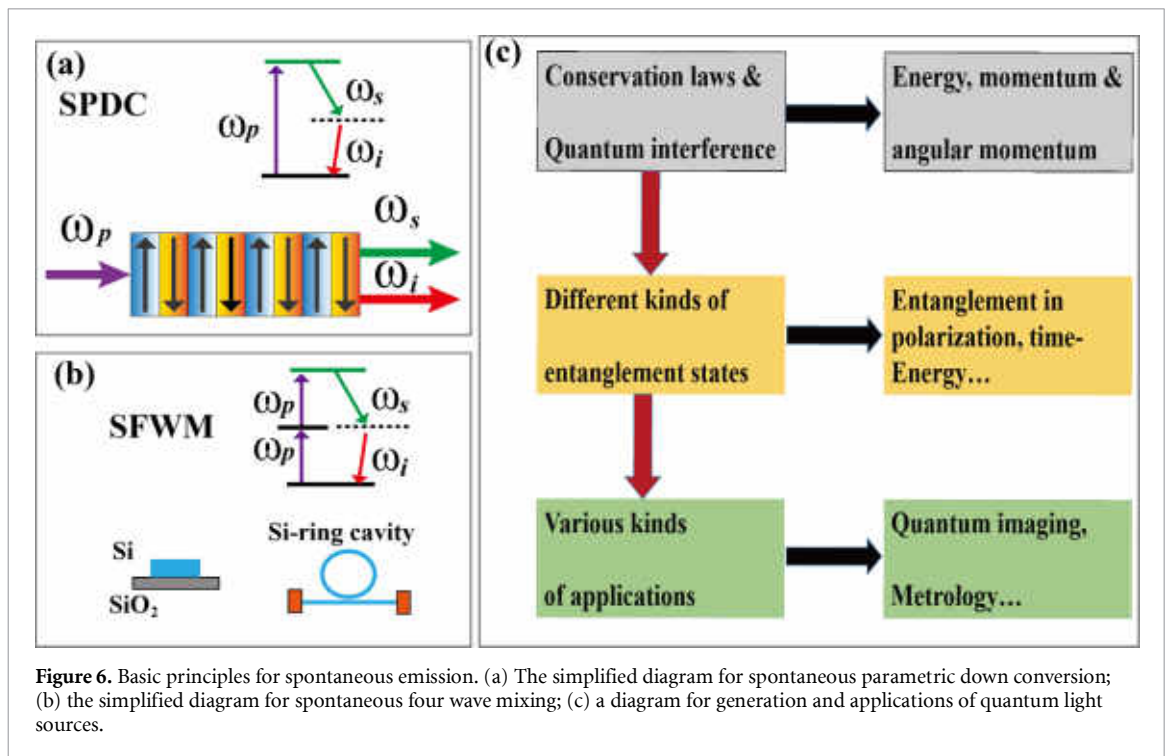 (a)
SPDC
ωp
ωs
ωi
ωp
ωs
ωi
(b)
SFWM
ωp
ωp
ωs
ωi
Si
SiO₂
Si-ring cavity
(c)
Conservation laws &
Quantum interference
Energy, momentum &
angular momentum
Different kinds of
entanglement states
Entanglement in
polarization, time-
Energy...
Various kinds
of applications
Quantum imaging,
Metrology...
Figure 6. Basic principles for spontaneous emission. (a) The simplified diagram for spontaneous parametric down conversion;
(b) the simplified diagram for spontaneous four wave mixing; (c) a diagram for generation and applications of quantum light
sources.